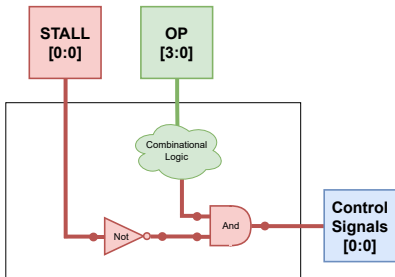 STALL
[0:0]
OP
[3:0]
Combinational
Logic
And
Not
Control
Signals
[0:0]